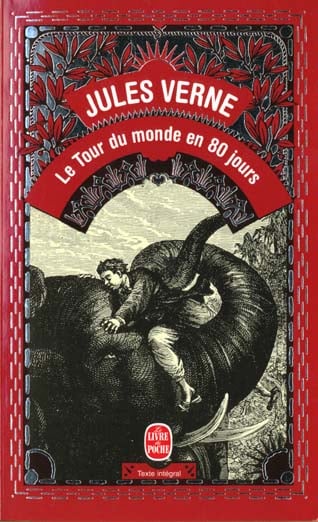 JULES VERNE
Le Tour du monde en 80 jours
Le
LIVRE
de
POCHE
Texte intégral